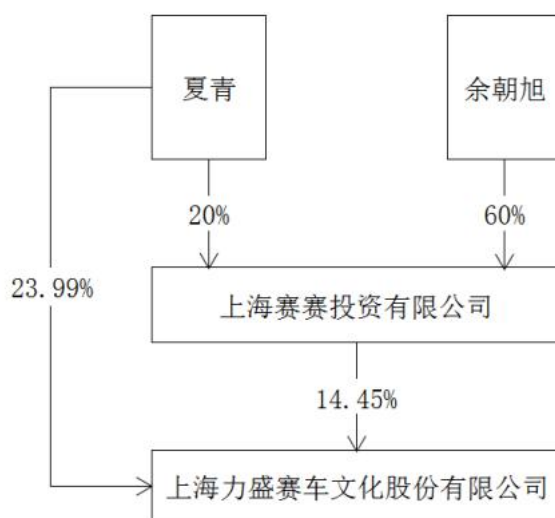 夏青
余朝旭
20%
60%
23.99%
上海赛赛投资有限公司
14.45%
上海力盛赛车文化股份有限公司